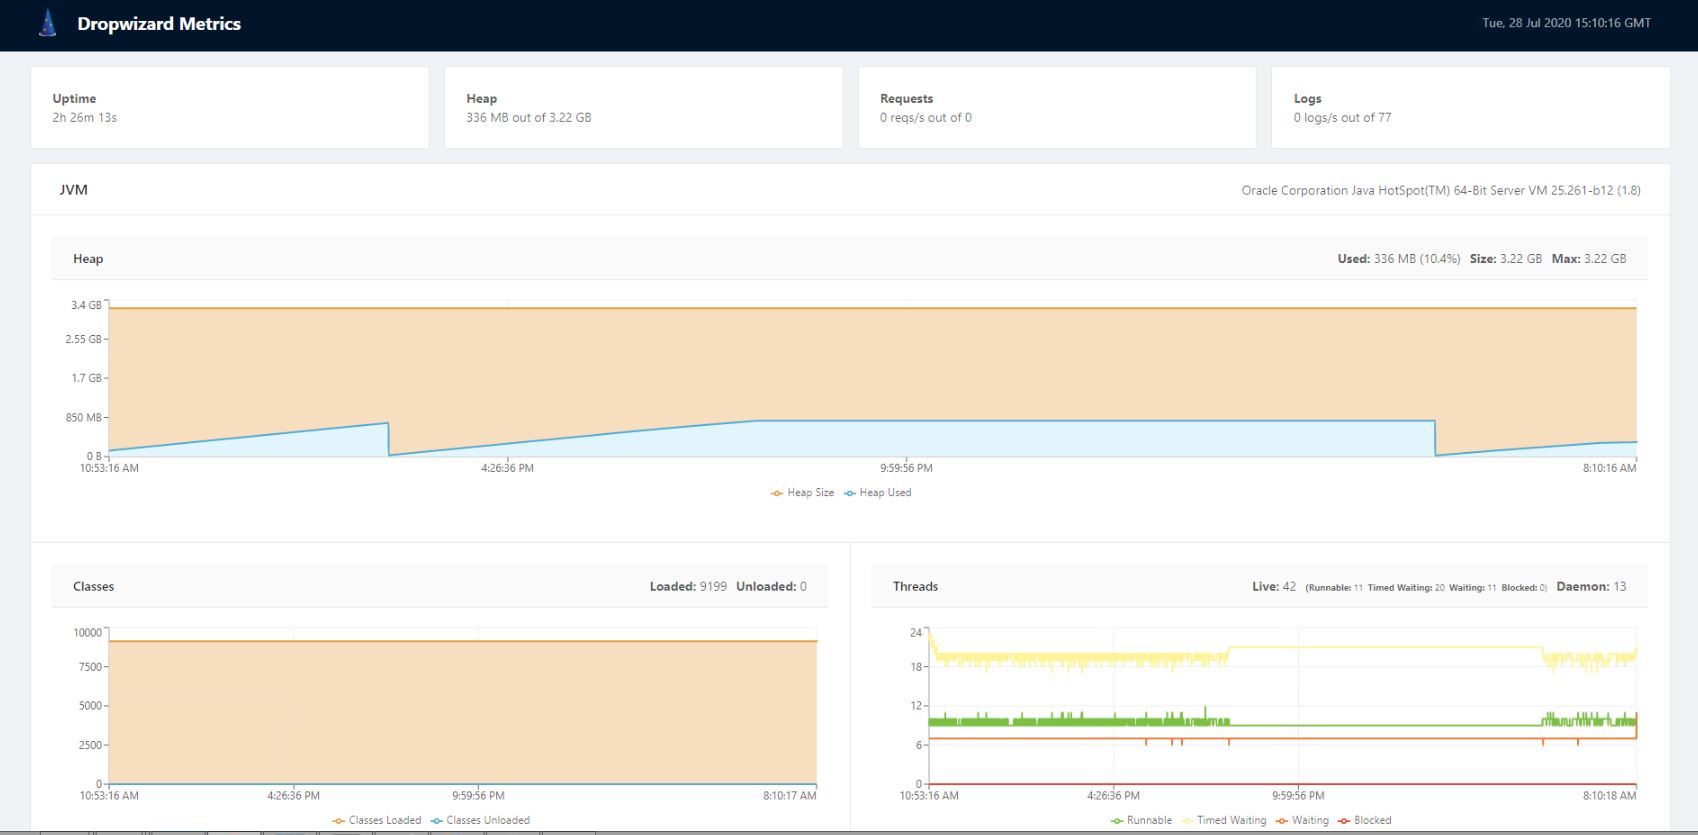 Dropwizard Metrics
Tue, 28 Jul 2020 15:10:16 GMT
Uptime
2h 26m 13s
Heap
336 MB out of 3.22 GB
Requests
0 reqs/s out of 0
Logs
0 logs/s out of 77
JVM
Oracle Corporation Java HotSpot(TM) 64-Bit Server VM 25.261-b12 (1.8)
Heap
Used: 336 MB (10.4%) Size: 3.22 GB Max: 3.22 GB
3.4 GB
2.55 GB
1.7 GB
850 MB
0 B
10:53:16 AM 4:26:36 PM 9:59:56 PM 8:10:16 AM
Heap Size Heap Used
Classes
Loaded: 9199 Unloaded: 0
10000
7500
5000
2500
0
10:53:16 AM 4:26:36 PM 9:59:56 PM 8:10:17 AM
Classes Loaded Classes Unloaded
Threads
Live: 42 (Runnable: 11 Timed Waiting: 20 Waiting: 11 Blocked: 0) Daemon: 13
24
18
12
6
0
10:53:16 AM 4:26:36 PM 9:59:56 PM 8:10:18 AM
Runnable Timed Waiting Waiting Blocked